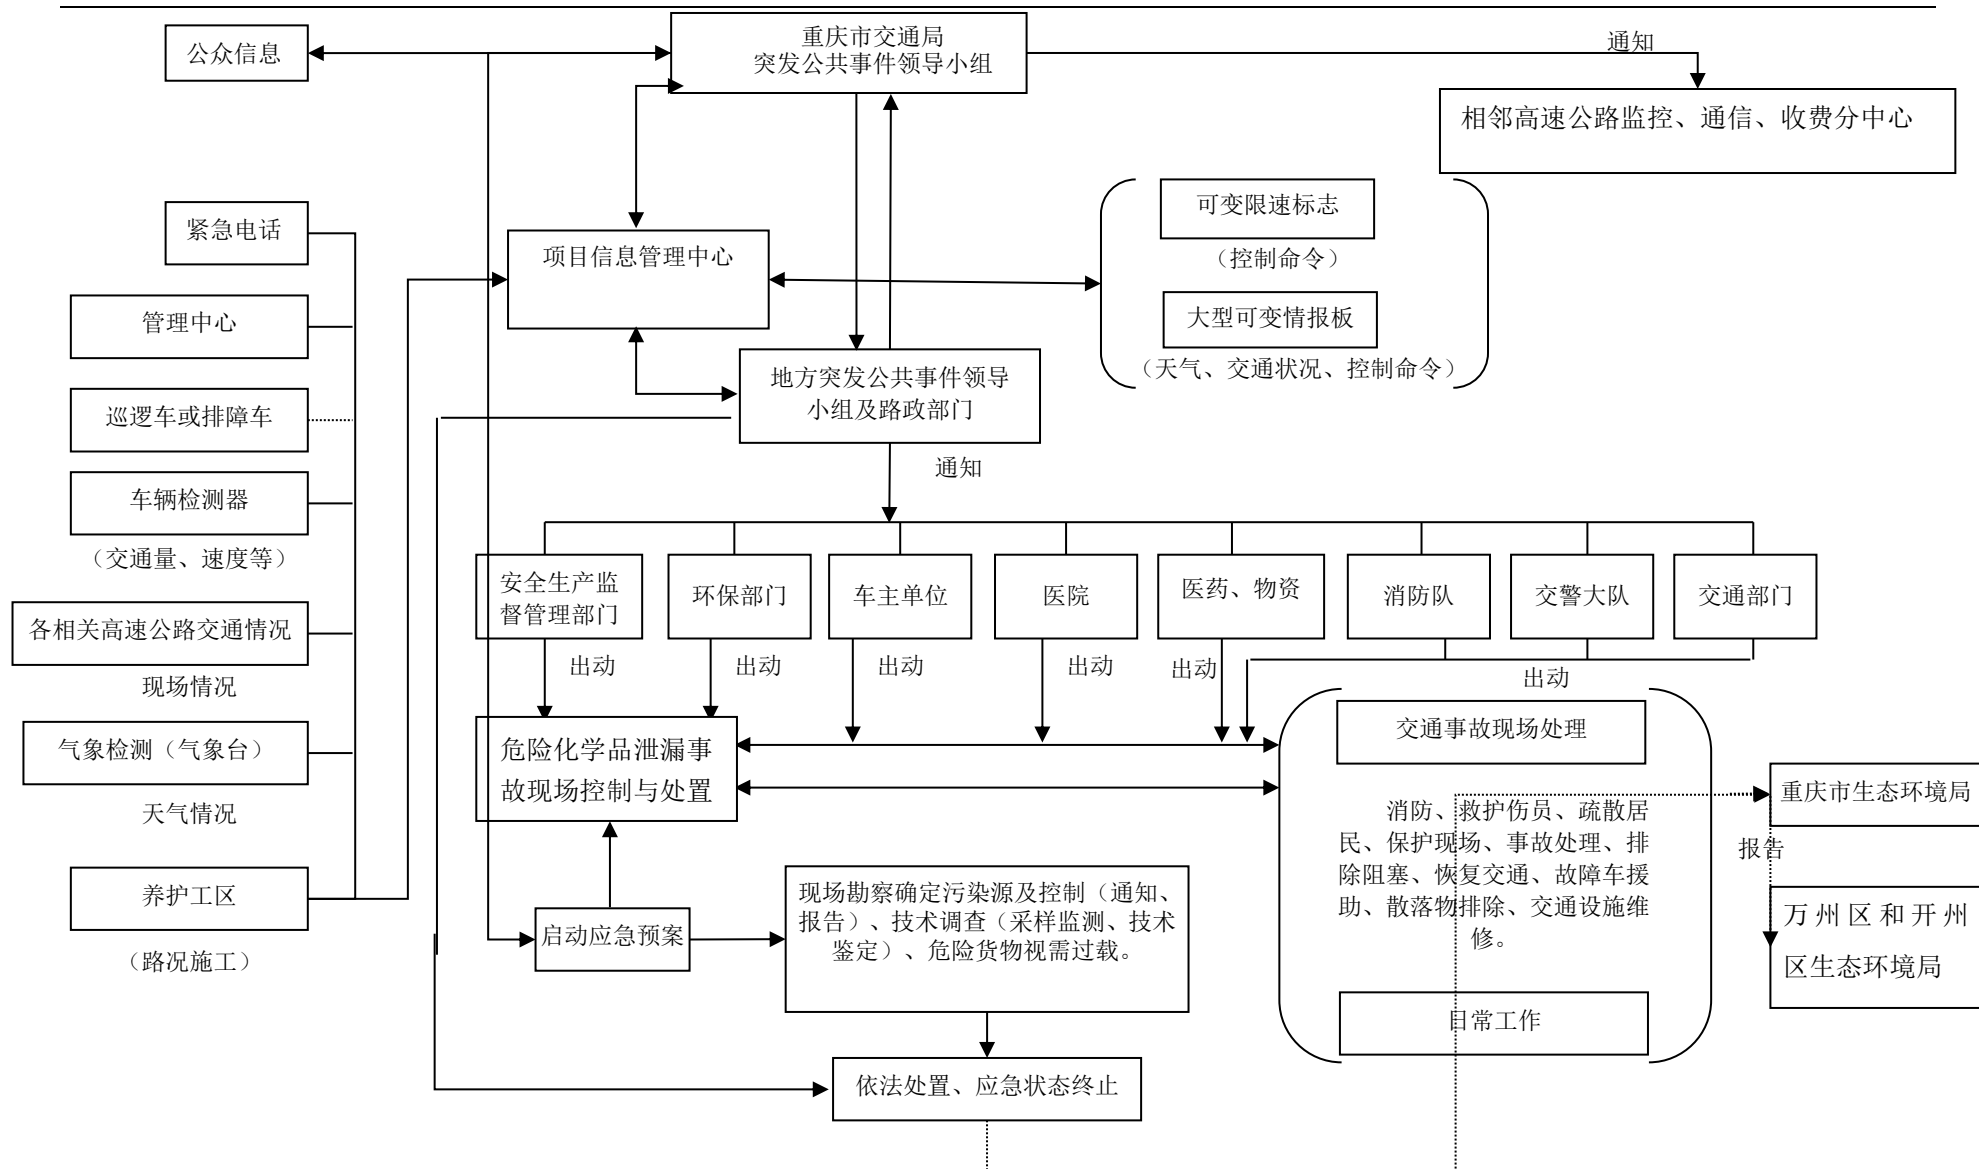 公众信息
重庆市交通局
突发公共事件领导小组
通知
相邻高速公路监控、通信、收费分中心
紧急电话
项目信息管理中心
可变限速标志
（控制命令）
大型可变情报板
（天气、交通状况、控制命令）
管理中心
地方突发公共事件领导
小组及路政部门
巡逻车或排障车
通知
车辆检测器
（交通量、速度等）
安全生产监
督管理部门
环保部门
车主单位
医院
医药、物资
消防队
交警大队
交通部门
各相关高速公路交通情况
现场情况
出动
出动
出动
出动
出动
出动
气象检测（气象台）
天气情况
危险化学品泄漏事
故现场控制与处置
交通事故现场处理
消防、救护伤员、疏散居
民、保护现场、事故处理、排
除阻塞、恢复交通、故障车援
助、散落物排除、交通设施维
修。
日常工作
重庆市生态环境局
报告
万州区和开州
区生态环境局
养护工区
（路况施工）
启动应急预案
现场勘察确定污染源及控制（通知、
报告）、技术调查（采样监测、技术
鉴定）、危险货物视需过载。
依法处置、应急状态终止